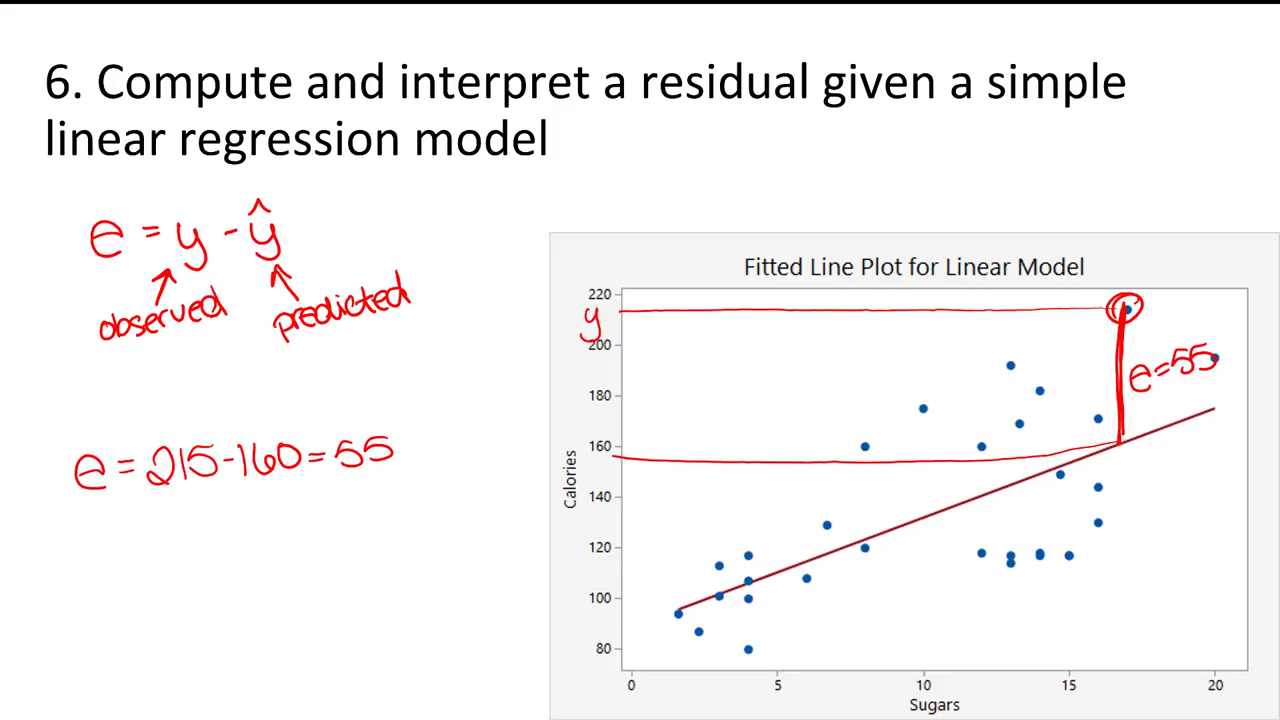 6. Compute and interpret a residual given a simple
linear regression model
e = y - ŷ
observed
predicted
e = 215-160 = 55
Fitted Line Plot for Linear Model
220
200
180
160
140
120
100
80
y
e=55
Calories
0 5 10 15 20
Sugars